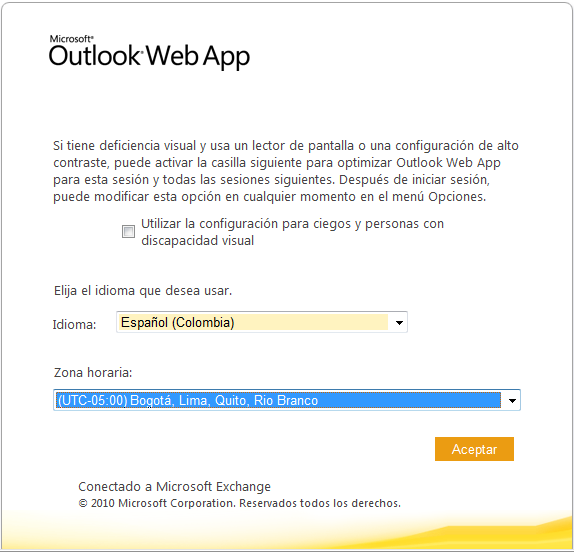 Microsoft®
Outlook® Web App
Si tiene deficiencia visual y usa un lector de pantalla o una configuración de alto
contraste, puede activar la casilla siguiente para optimizar Outlook Web App
para esta sesión y todas las sesiones siguientes. Después de iniciar sesión,
puede modificar esta opción en cualquier momento en el menú Opciones.
Utilizar la configuración para ciegos y personas con
discapacidad visual
Elija el idioma que desea usar.
Idioma: Español (Colombia)
Zona horaria:
(UTC-05:00) Bogotá, Lima, Quito, Rio Branco
Aceptar
Conectado a Microsoft Exchange
© 2010 Microsoft Corporation. Reservados todos los derechos.